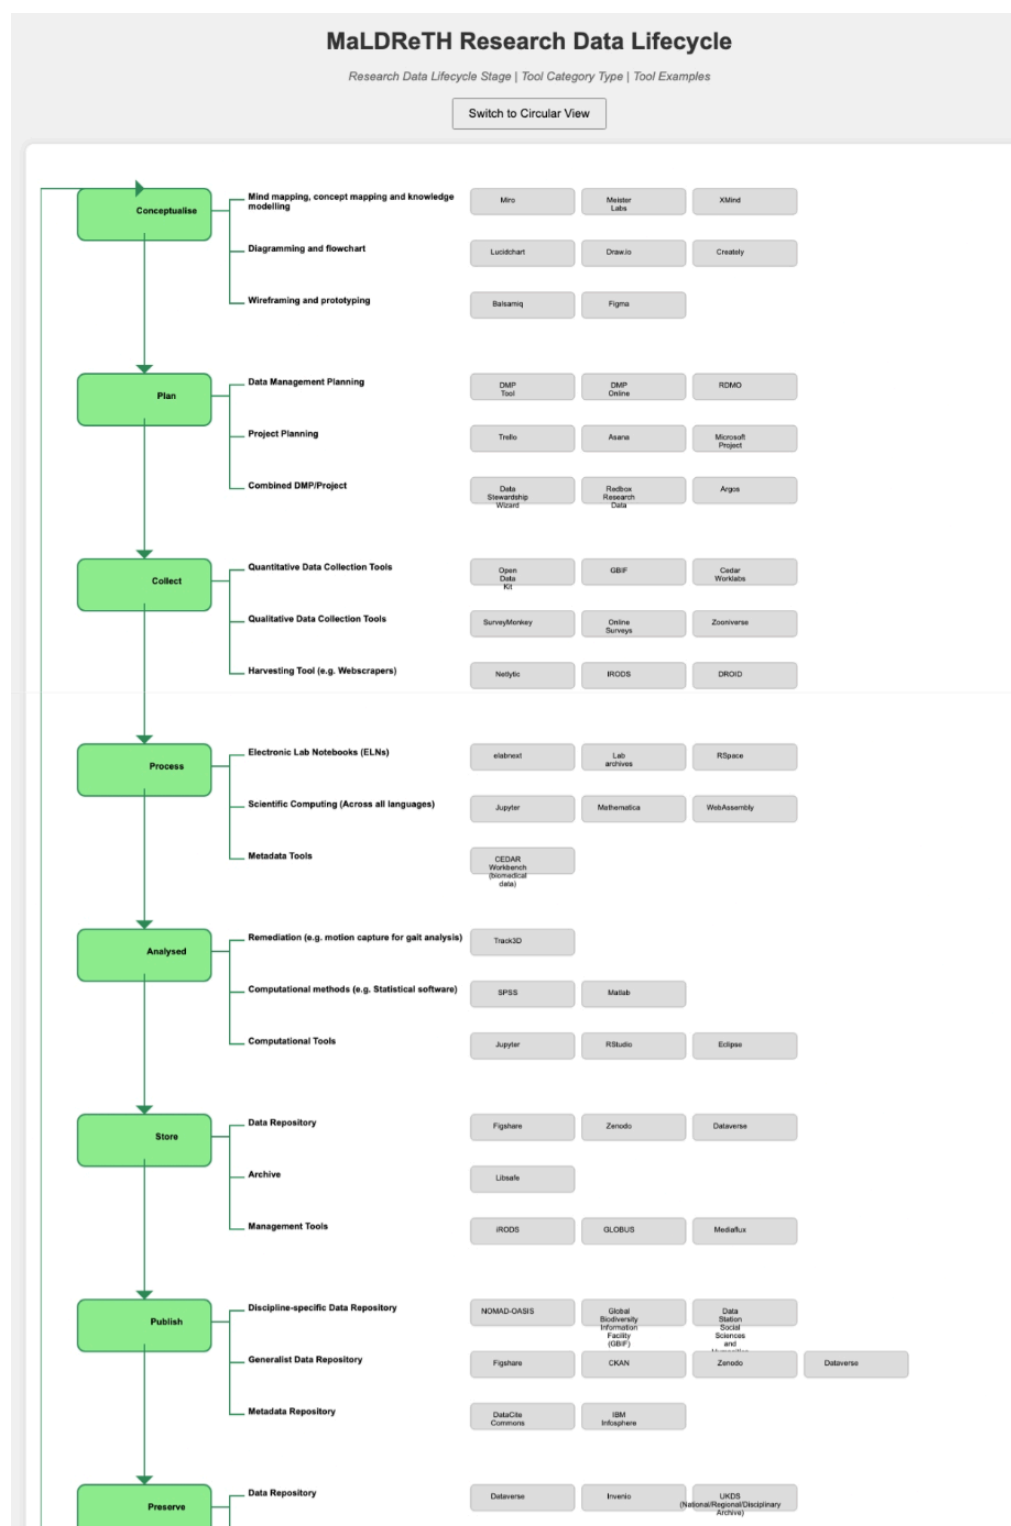 MaLDReTH Research Data Lifecycle
Research Data Lifecycle Stage | Tool Category Type | Tool Examples
Switch to Circular View
Conceptualise
Mind mapping, concept mapping and knowledge
modelling
Miro
Meister
Labs
XMind
Diagramming and flowchart
Lucidchart
Draw.io
Creately
Wireframing and prototyping
Balsamiq
Figma
Plan
Data Management Planning
DMP
Tool
DMP
Online
RDMO
Project Planning
Trello
Asana
Microsoft
Project
Combined DMP/Project
Data
Stewardship
Wizard
Redbox
Research
Data
Argos
Collect
Quantitative Data Collection Tools
Open
Data
Kit
GBIF
Cedar
Worklabs
Qualitative Data Collection Tools
SurveyMonkey
Online
Surveys
Zooniverse
Harvesting Tool (e.g. Webscrapers)
Netlytic
IRODS
DROID
Process
Electronic Lab Notebooks (ELNs)
elabnext
Lab
archives
RSpace
Scientific Computing (Across all languages)
Jupyter
Mathematica
WebAssembly
Metadata Tools
CEDAR
Workbench
(biomedical
data)
Analysed
Remediation (e.g. motion capture for gait analysis)
Track3D
Computational methods (e.g. Statistical software)
SPSS
Matlab
Computational Tools
Jupyter
RStudio
Eclipse
Store
Data Repository
Figshare
Zenodo
Dataverse
Archive
Libsafe
Management Tools
iRODS
GLOBUS
Mediaflux
Publish
Discipline-specific Data Repository
NOMAD-OASIS
Global
Biodiversity
Information
Facility
(GBIF)
Data
Station
Social
Sciences
and
Generalist Data Repository
Figshare
CKAN
Zenodo
Dataverse
Metadata Repository
DataCite
Commons
IBM
Infosphere
Preserve
Data Repository
Dataverse
Invenio
UKDS
(National/Regional/Disciplinary
Archive)